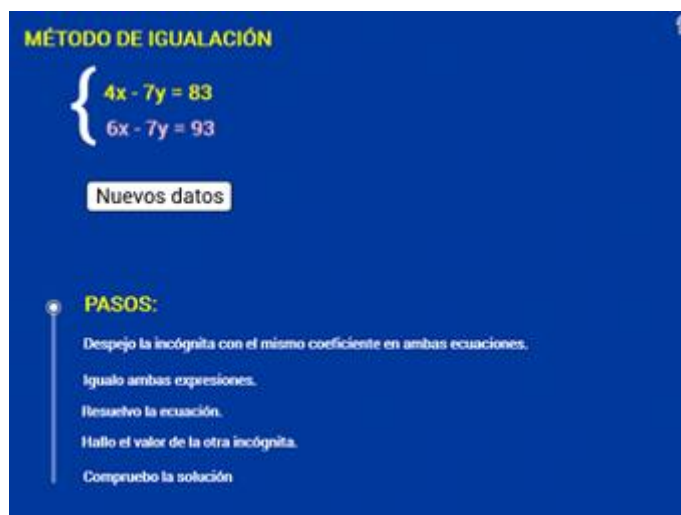 MÉTODO DE IGUALACIÓN
4x - 7y = 83
6x - 7y = 93
Nuevos datos
PASOS:
Despejo la incógnita con el mismo coeficiente en ambas ecuaciones.
Igualo ambas expresiones.
Resuelvo la ecuación.
Hallo el valor de la otra incógnita.
Compruebo la solución